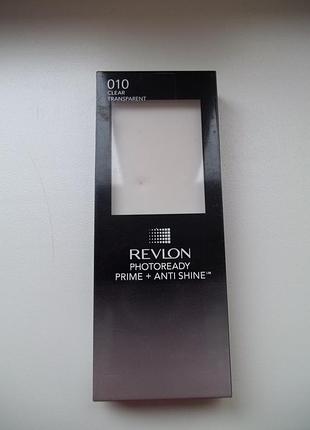 010
CLEAR
TRANSPARENT
REVLON
PHOTOREADY
PRIME + ANTI SHINE™